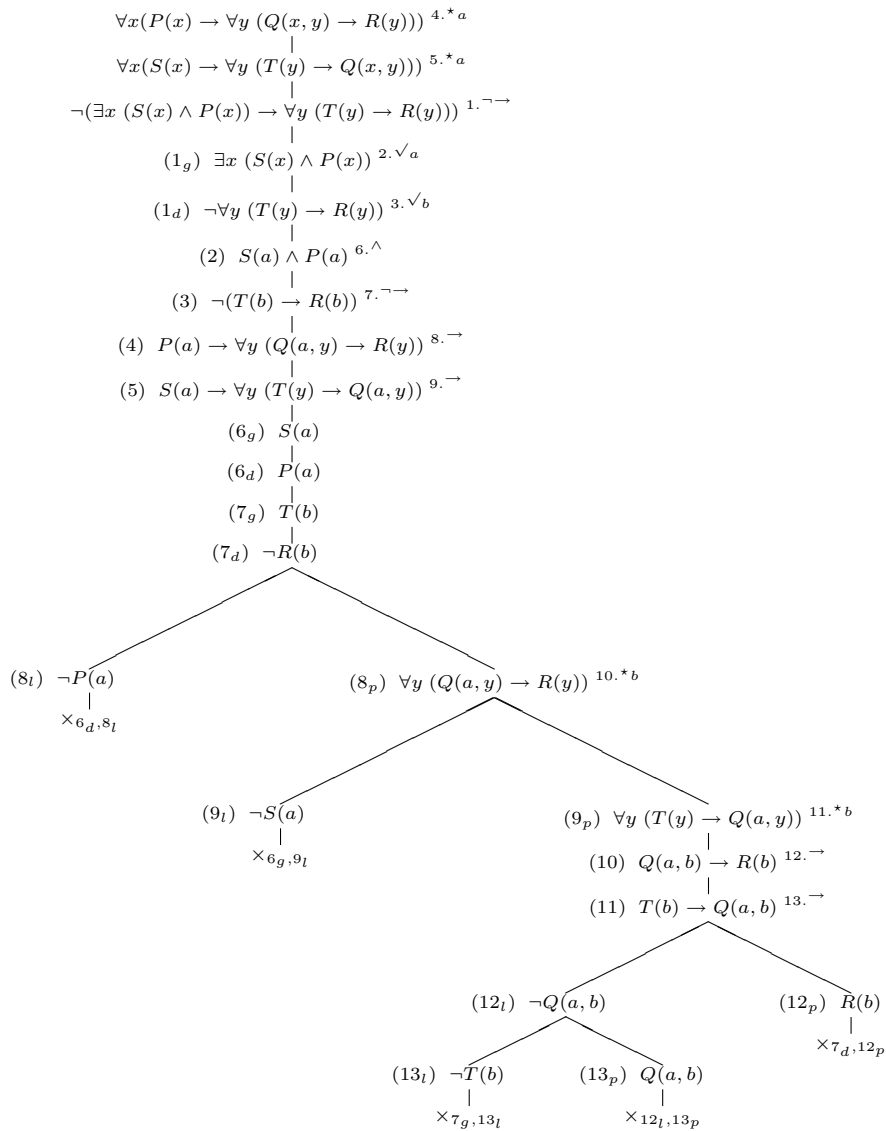 ∀x(P(x) → ∀y (Q(x, y) → R(y))) 4.⋆a
∀x(S(x) → ∀y (T(y) → Q(x, y))) 5.⋆a
¬(∃x (S(x) ∧ P(x)) → ∀y (T(y) → R(y))) 1.¬→
(1g) ∃x (S(x) ∧ P(x)) 2.√a
(1d) ¬∀y (T(y) → R(y)) 3.√b
(2) S(a) ∧ P(a) 6.∧
(3) ¬(T(b) → R(b)) 7.¬→
(4) P(a) → ∀y (Q(a, y) → R(y)) 8.→
(5) S(a) → ∀y (T(y) → Q(a, y)) 9.→
(6g) S(a)
(6d) P(a)
(7g) T(b)
(7d) ¬R(b)
(8l) ¬P(a) (8p) ∀y (Q(a, y) → R(y)) 10.⋆b
×6d,8l
(9l) ¬S(a) (9p) ∀y (T(y) → Q(a, y)) 11.⋆b
×6g,9l
(10) Q(a, b) → R(b) 12.→
(11) T(b) → Q(a, b) 13.→
(12l) ¬Q(a, b) (12p) R(b)
×7d,12p
(13l) ¬T(b) (13p) Q(a, b)
×7g,13l ×12l,13p